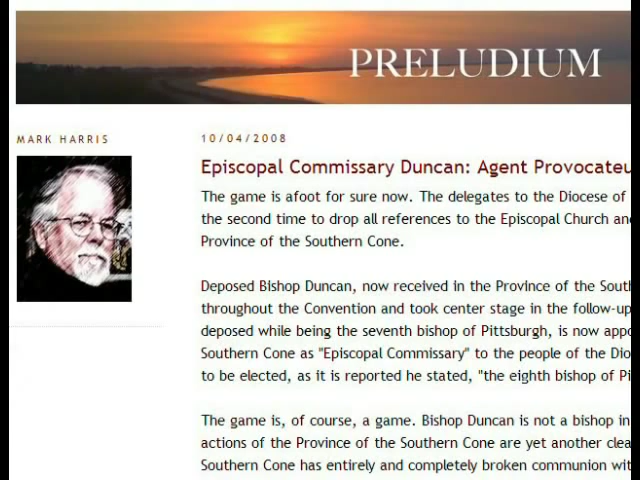 PRELUDIUM
MARK HARRIS
10/04/2008
Episcopal Commissary Duncan: Agent Provocateu
The game is afoot for sure now. The delegates to the Diocese of
the second time to drop all references to the Episcopal Church an
Province of the Southern Cone.
Deposed Bishop Duncan, now received in the Province of the Sout
throughout the Convention and took center stage in the follow-up
deposed while being the seventh bishop of Pittsburgh, is now appo
Southern Cone as "Episcopal Commissary" to the people of the Dio
to be elected, as it is reported he stated, "the eighth bishop of Pi
The game is, of course, a game. Bishop Duncan is not a bishop in
actions of the Province of the Southern Cone are yet another clea
Southern Cone has entirely and completely broken communion wit